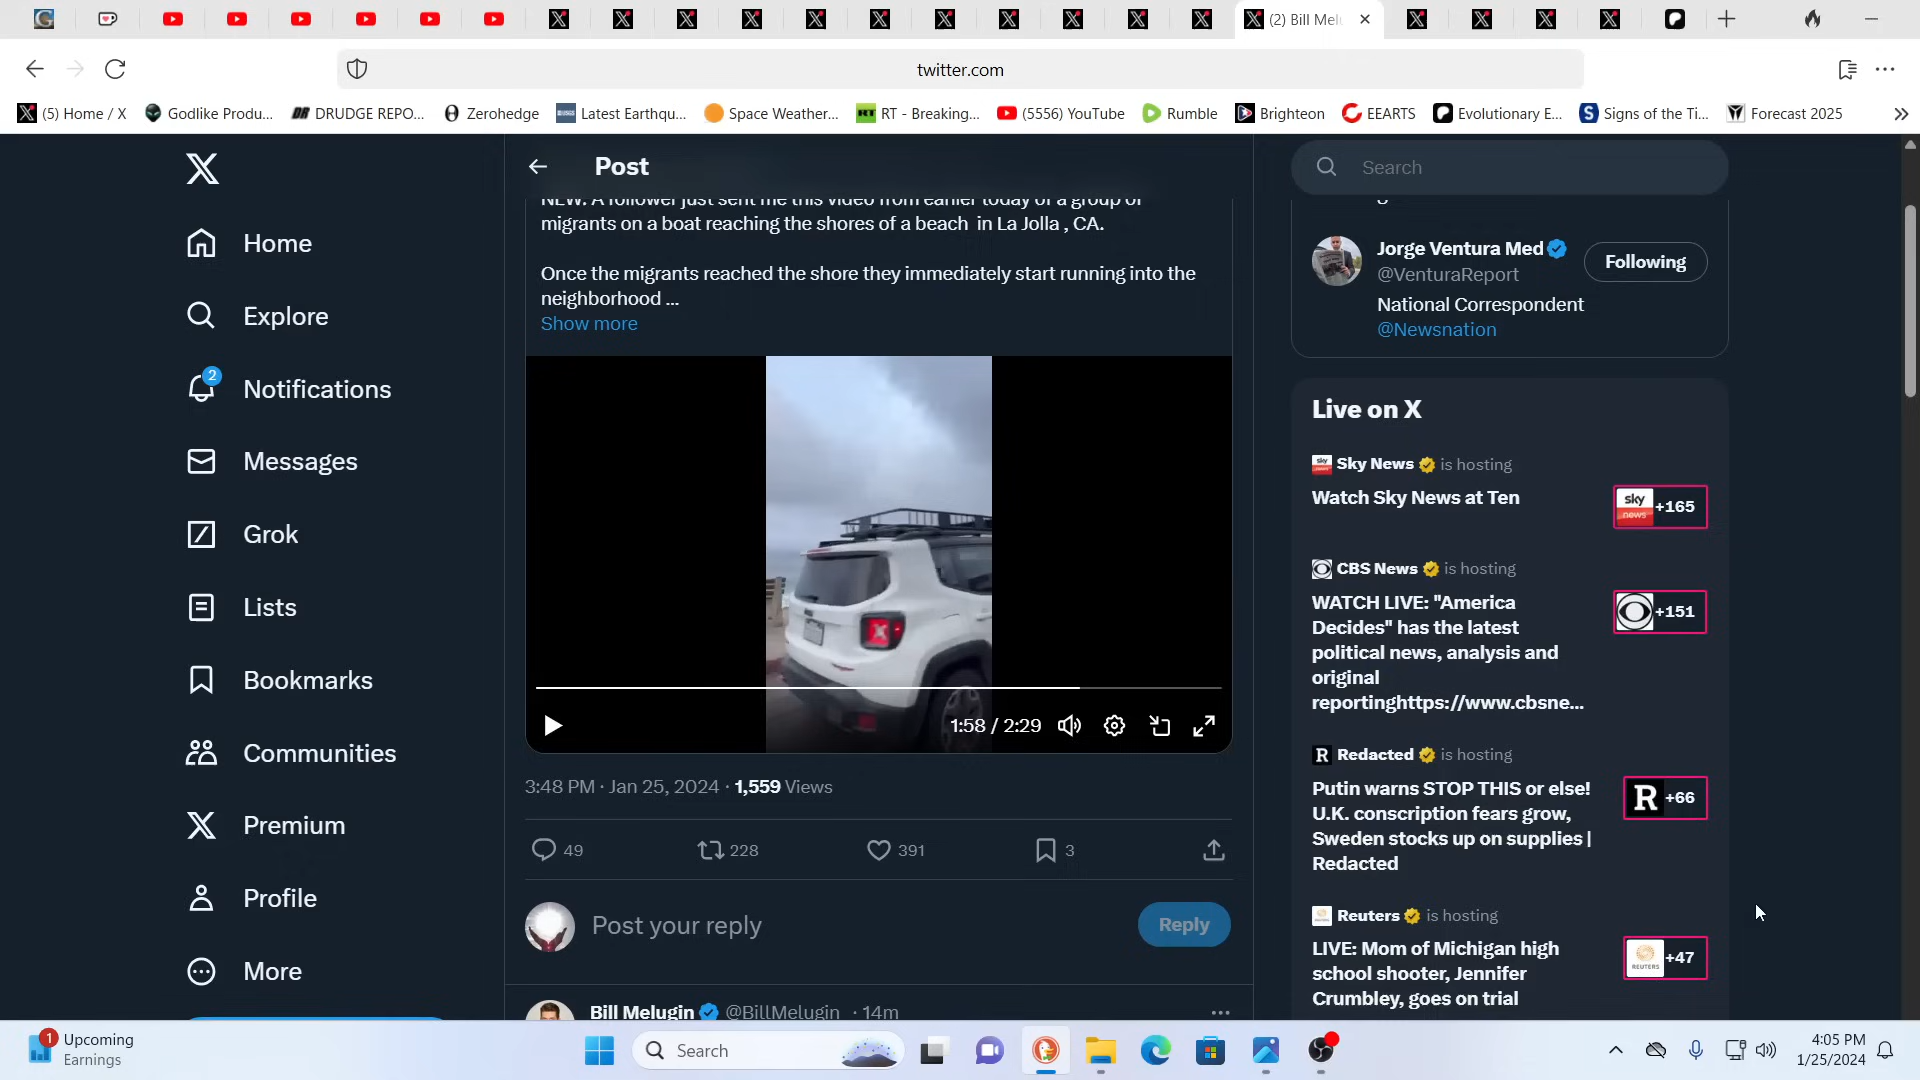 (2) Bill Mel
twitter.com
(5) Home / X
Godlike Produ...
DRUDGE REPO...
Zerohedge
Latest Earthqu...
Space Weather...
RT - Breaking...
(5556) YouTube
Rumble
Brighteon
EEARTS
Evolutionary E...
Signs of the Ti...
Forecast 2025
Home
Explore
2
Notifications
Messages
Grok
Lists
Bookmarks
Communities
Premium
Profile
More
Post
NEW: A follower just sent me this video from earlier today of a group of
migrants on a boat reaching the shores of a beach in La Jolla , CA.
Once the migrants reached the shore they immediately start running into the
neighborhood ...
Show more
1:58 / 2:29
3:48 PM · Jan 25, 2024 · 1,559 Views
49
228
391
3
Post your reply
Reply
Bill Melugin @BillMelugin · 14m
Search
Jorge Ventura Med
@VenturaReport
Following
National Correspondent
@Newsnation
Live on X
Sky News is hosting
Watch Sky News at Ten
sky news +165
CBS News is hosting
WATCH LIVE: "America
Decides" has the latest
political news, analysis and
original
reportinghttps://www.cbsne...
+151
R Redacted is hosting
Putin warns STOP THIS or else!
U.K. conscription fears grow,
Sweden stocks up on supplies |
Redacted
R +66
Reuters is hosting
LIVE: Mom of Michigan high
school shooter, Jennifer
Crumbley, goes on trial
REUTERS +47
1
Upcoming
Earnings
Search
4:05 PM
1/25/2024